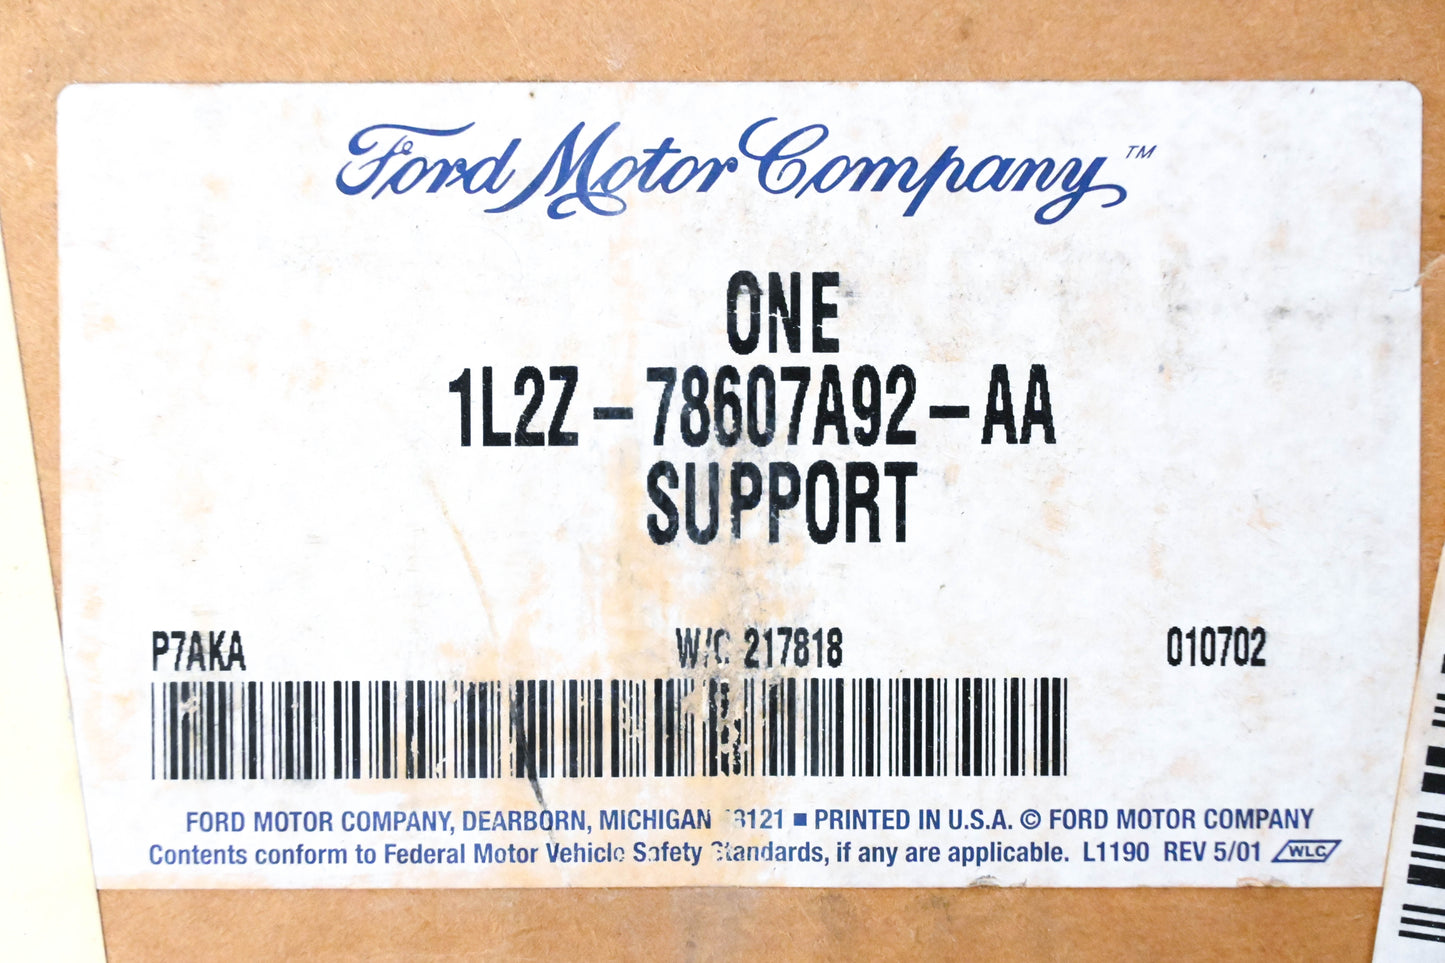 Ford Motor Company™
ONE
1L2Z-78607A92-AA
SUPPORT
P7AKA W/C 217818 010702
FORD MOTOR COMPANY, DEARBORN, MICHIGAN 48121 ■ PRINTED IN U.S.A. © FORD MOTOR COMPANY
Contents conform to Federal Motor Vehicle Safety Standards, if any are applicable. L1190 REV 5/01 WLC